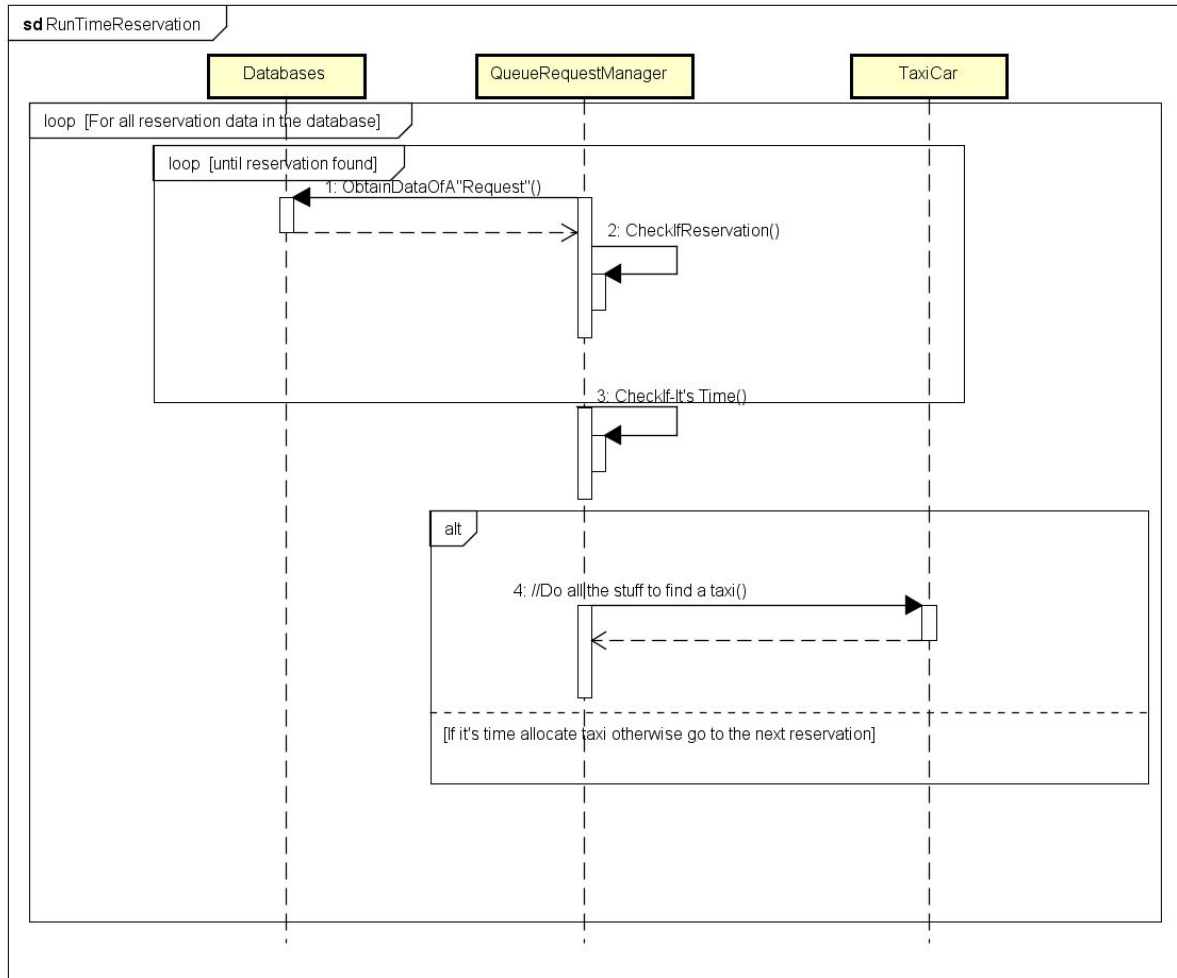 sd RunTimeReservation
Databases
QueueRequestManager
TaxiCar
loop [For all reservation data in the database]
loop [until reservation found]
1: ObtainDataOfA"Request"()
2: CheckIfReservation()
3: CheckIf-It's Time()
alt
4: //Do all the stuff to find a taxi()
[If it's time allocate taxi otherwise go to the next reservation]